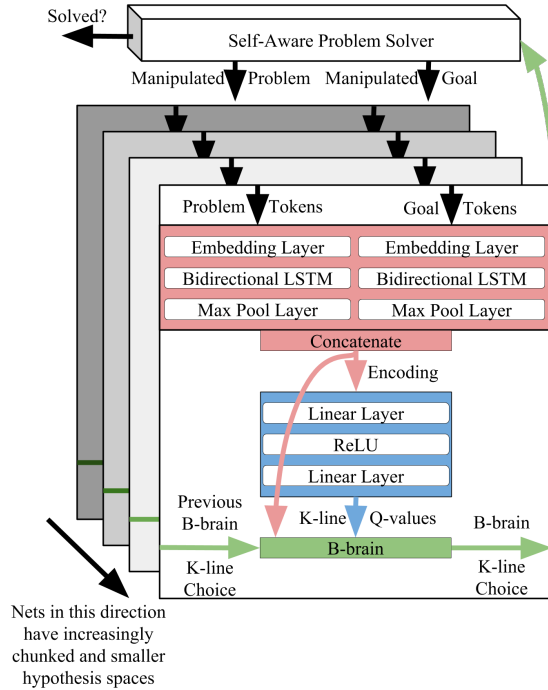 Solved?
Self-Aware Problem Solver
Manipulated Problem Manipulated Goal
Problem Tokens Goal Tokens
Embedding Layer Embedding Layer
Bidirectional LSTM Bidirectional LSTM
Max Pool Layer Max Pool Layer
Concatenate
Encoding
Linear Layer
ReLU
Linear Layer
K-line Q-values
Previous
B-brain
K-line
Choice
B-brain
B-brain
K-line
Choice
Nets in this direction
have increasingly
chunked and smaller
hypothesis spaces